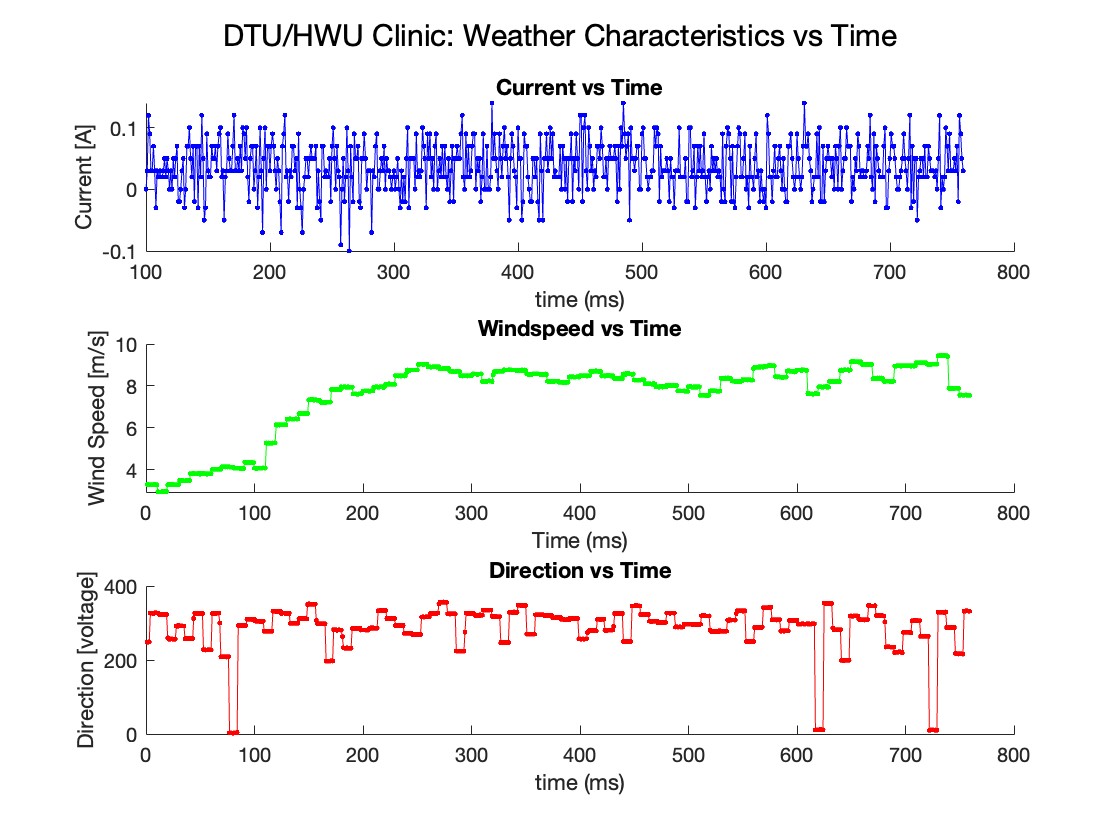 DTU/HWU Clinic: Weather Characteristics vs Time
Current vs Time
Current [A]
0.1
0
-0.1
100 200 300 400 500 600 700 800
time (ms)
Windspeed vs Time
Wind Speed [m/s]
10
8
6
4
0 100 200 300 400 500 600 700 800
Time (ms)
Direction vs Time
Direction [voltage]
400
200
0
0 100 200 300 400 500 600 700 800
time (ms)